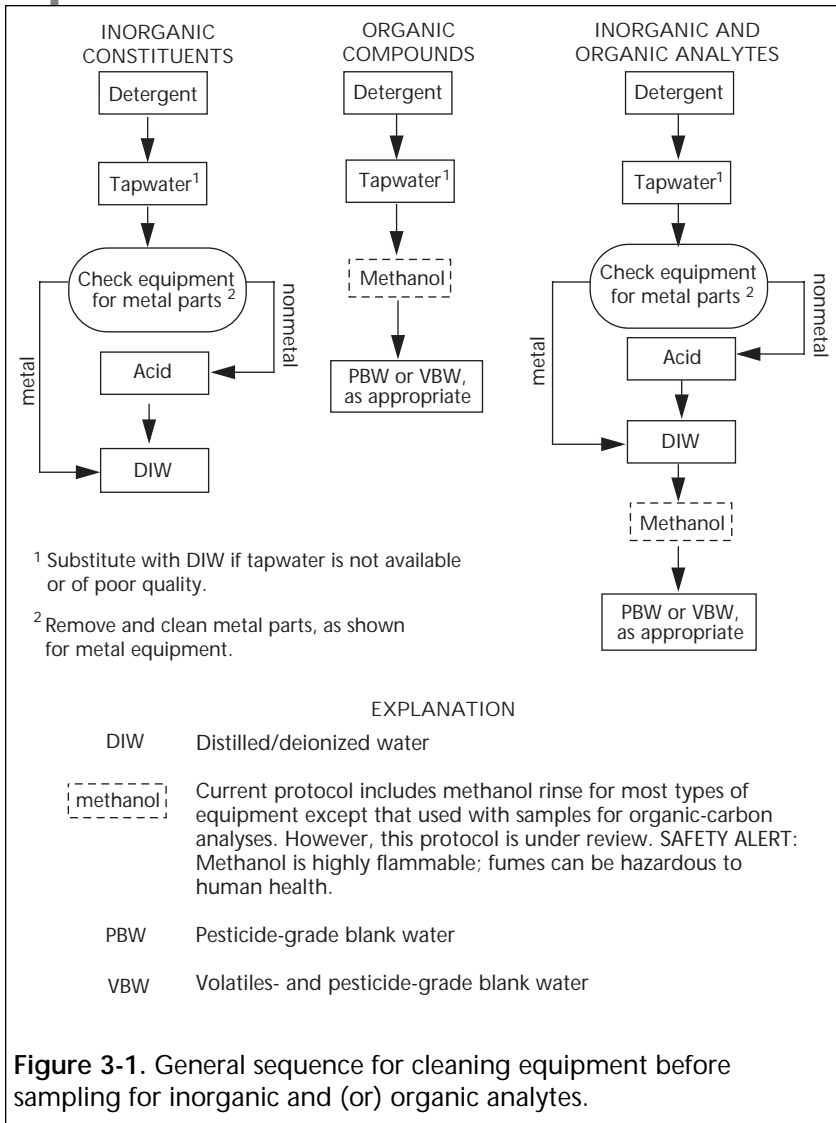 INORGANIC
CONSTITUENTS
Detergent
Tapwater1
Check equipment
for metal parts 2
metal
nonmetal
Acid
DIW
ORGANIC
COMPOUNDS
Detergent
Tapwater1
Methanol
PBW or VBW,
as appropriate
INORGANIC AND
ORGANIC ANALYTES
Detergent
Tapwater1
Check equipment
for metal parts 2
metal
nonmetal
Acid
DIW
Methanol
PBW or VBW,
as appropriate
1 Substitute with DIW if tapwater is not available
or of poor quality.
2 Remove and clean metal parts, as shown
for metal equipment.
EXPLANATION
DIW Distilled/deionized water
methanol Current protocol includes methanol rinse for most types of
equipment except that used with samples for organic-carbon
analyses. However, this protocol is under review. SAFETY ALERT:
Methanol is highly flammable; fumes can be hazardous to
human health.
PBW Pesticide-grade blank water
VBW Volatiles- and pesticide-grade blank water
Figure 3-1. General sequence for cleaning equipment before
sampling for inorganic and (or) organic analytes.